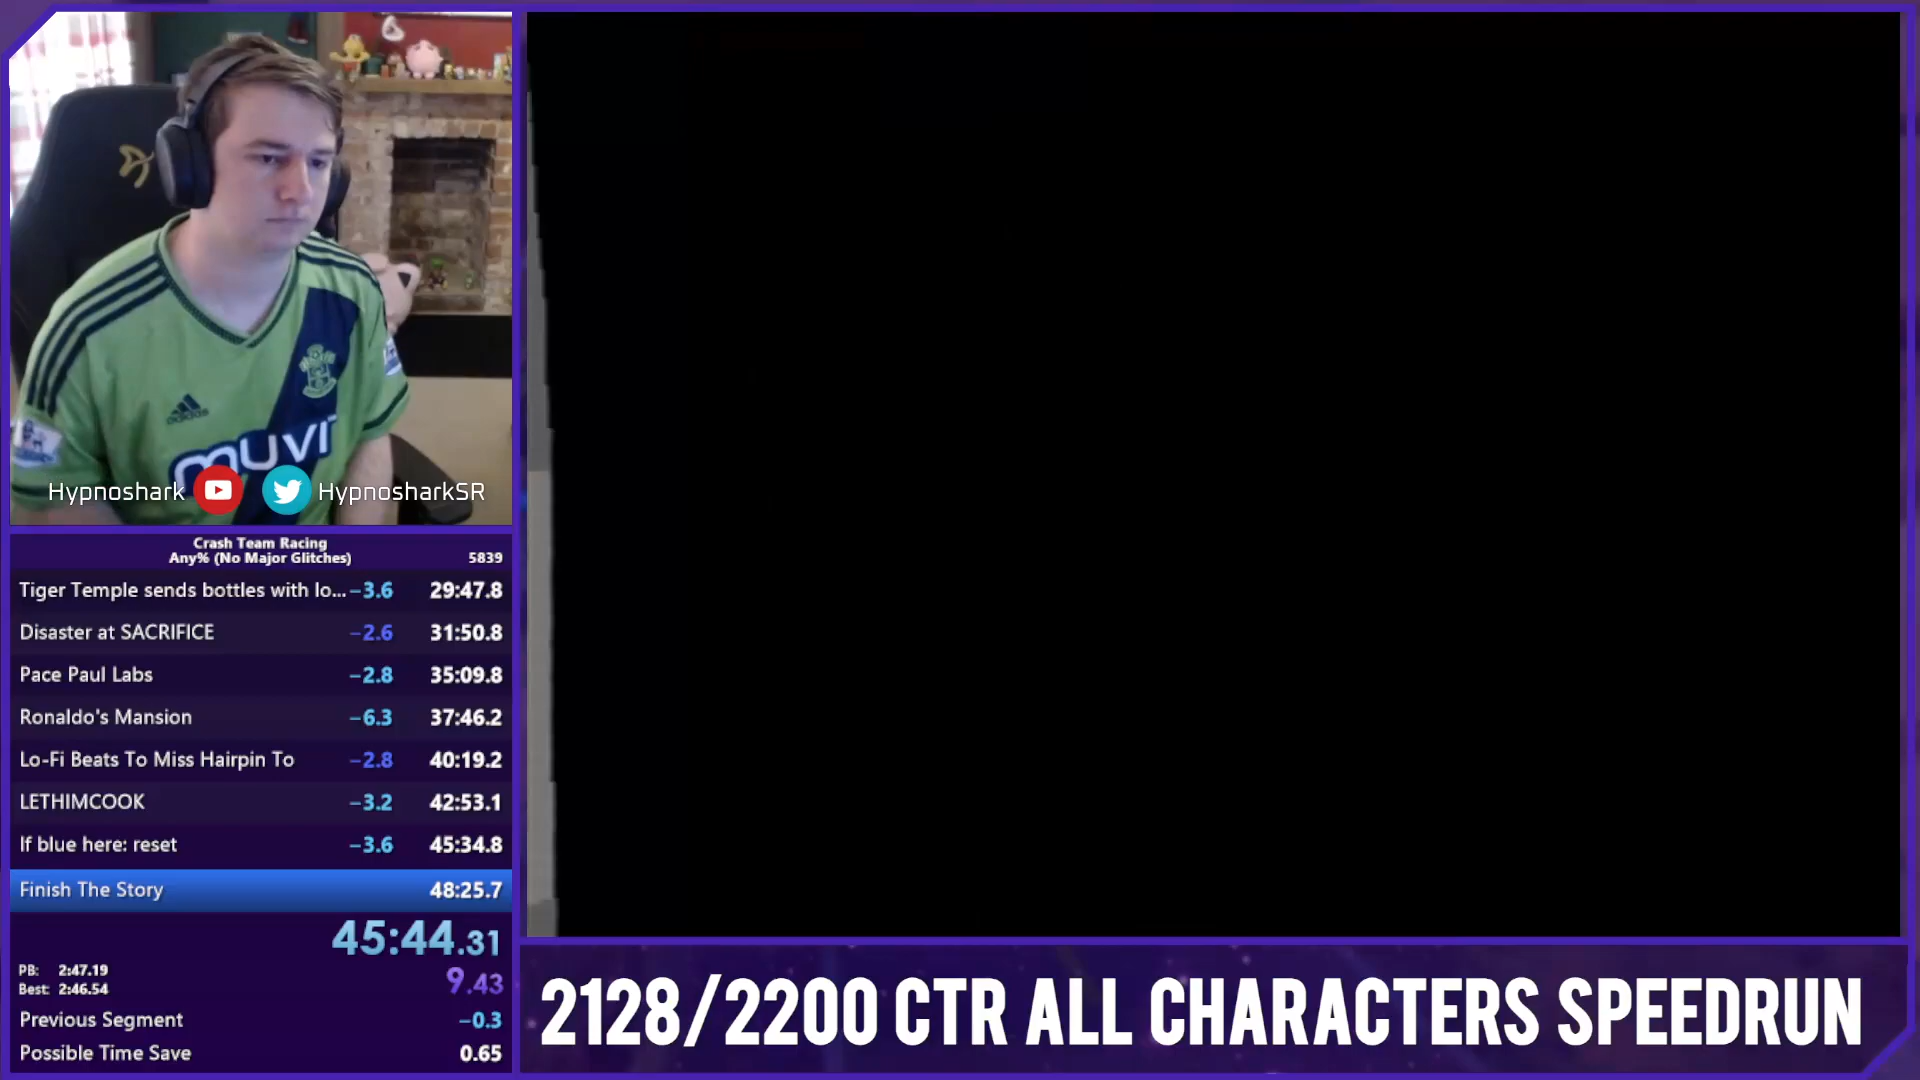 adidas
muvi
Hypnoshark
HypnosharkSR
Crash Team Racing
Any% (No Major Glitches) 5839
Tiger Temple sends bottles with lo... −3.6 29:47.8
Disaster at SACRIFICE −2.6 31:50.8
Pace Paul Labs −2.8 35:09.8
Ronaldo's Mansion −6.3 37:46.2
Lo-Fi Beats To Miss Hairpin To −2.8 40:19.2
LETHIMCOOK −3.2 42:53.1
If blue here: reset −3.6 45:34.8
Finish The Story 48:25.7
45:44.31
PB: 2:47.19
Best: 2:46.54
9.43
Previous Segment −0.3
Possible Time Save 0.65
2128/2200 CTR ALL CHARACTERS SPEEDRUN